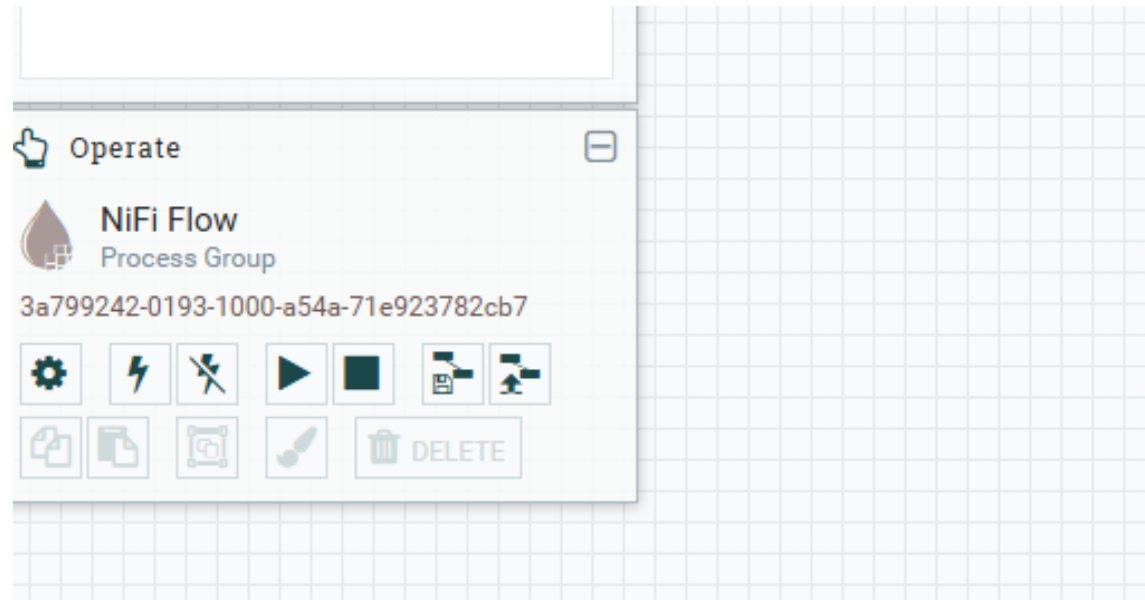 Operate
NiFi Flow
Process Group
3a799242-0193-1000-a54a-71e923782cb7
DELETE